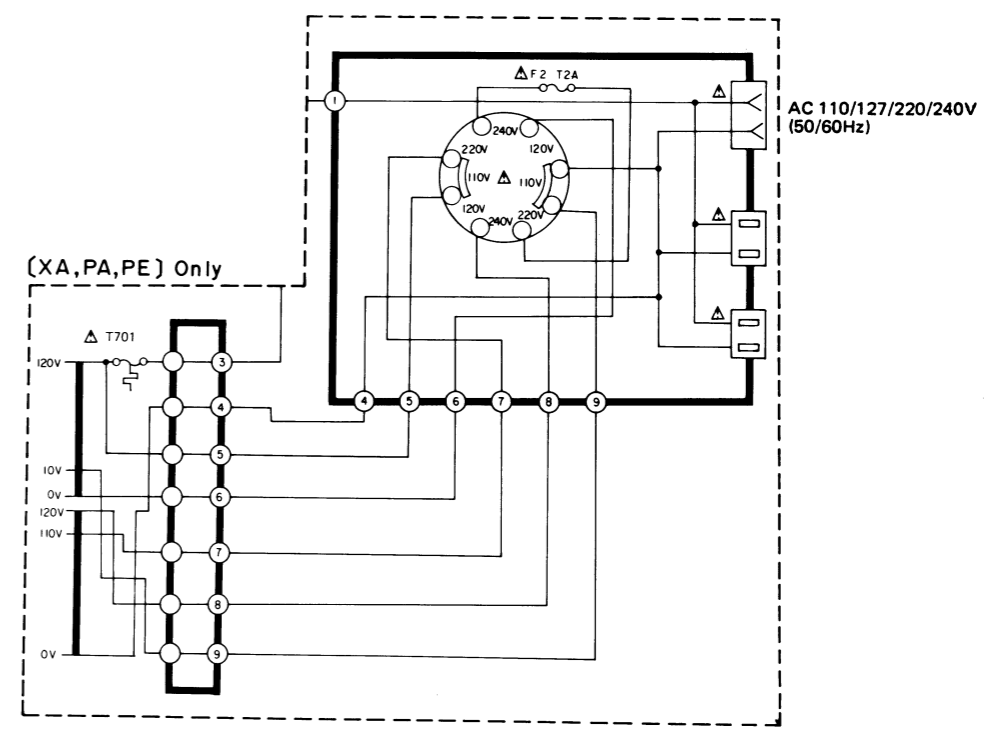 F2 T2A
1
AC 110/127/220/240V
(50/60Hz)
240V
220V
120V
110V
110V
120V
240V
220V
(XA,PA,PE) Only
T701
120V
3
4
5
6
7
8
9
4
5
10V
6
0V
120V
110V
7
8
0V
9